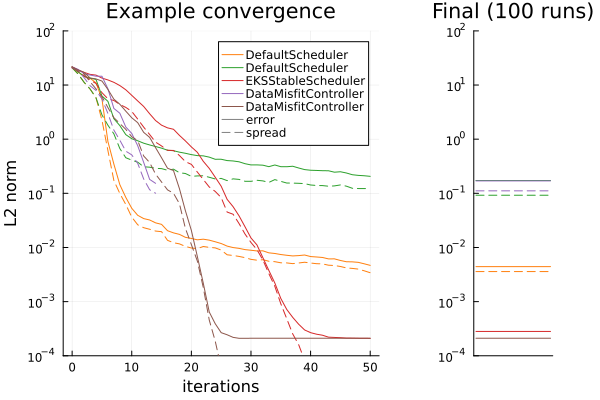 Example convergence
Final (100 runs)
DefaultScheduler
DefaultScheduler
EKSStableScheduler
DataMisfitController
DataMisfitController
error
spread
L2 norm
10²
10¹
10⁰
10⁻¹
10⁻²
10⁻³
10⁻⁴
0 10 20 30 40 50
iterations
10²
10¹
10⁰
10⁻¹
10⁻²
10⁻³
10⁻⁴